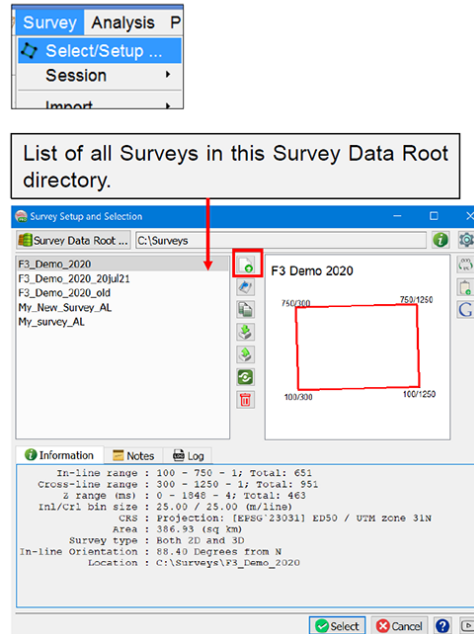 Survey Analysis P
Select/Setup ...
Session
Import
List of all Surveys in this Survey Data Root
directory.
Survey Setup and Selection
Survey Data Root ... C:\Surveys
F3_Demo_2020
F3_Demo_2020_20jul21
F3_Demo_2020_old
My_New_Survey_AL
My_survey_AL
F3 Demo 2020
750/300 750/1250
100/300 100/1250
Information Notes Log
In-line range : 100 - 750 - 1; Total: 651
Cross-line range : 300 - 1250 - 1; Total: 951
Z range (ms) : 0 - 1848 - 4; Total: 463
Inl/Crl bin size : 25.00 / 25.00 (m/line)
CRS : Projection: [EPSG`23031] ED50 / UTM zone 31N
Area : 386.93 (sq km)
Survey type : Both 2D and 3D
In-line Orientation : 88.40 Degrees from N
Location : C:\Surveys\F3_Demo_2020
Select Cancel ?